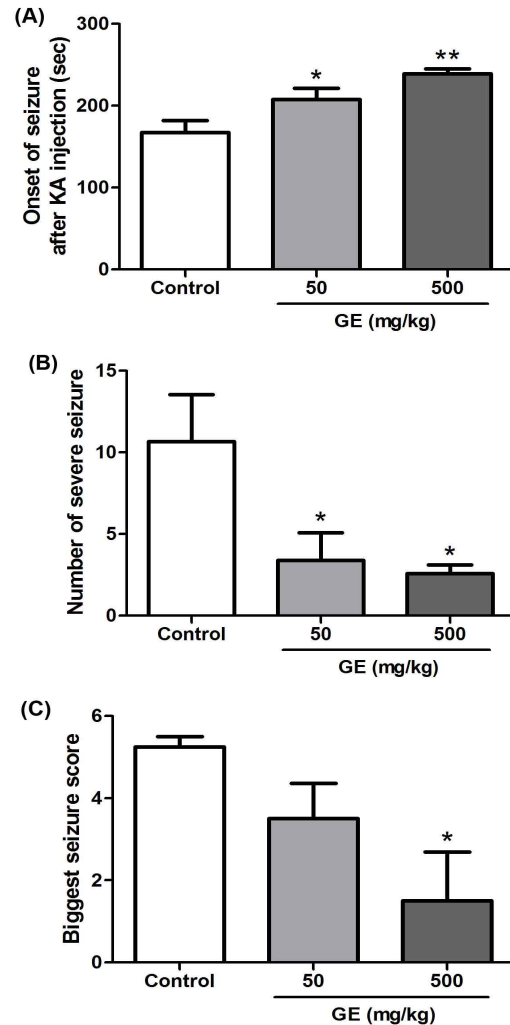 (A)
Onset of seizure
after KA injection (sec)
300
200
100
0
*
**
Control
50
500
GE (mg/kg)
(B)
Number of severe seizure
15
10
5
0
*
*
Control
50
500
GE (mg/kg)
(C)
Biggest seizure score
6
4
2
0
*
Control
50
500
GE (mg/kg)